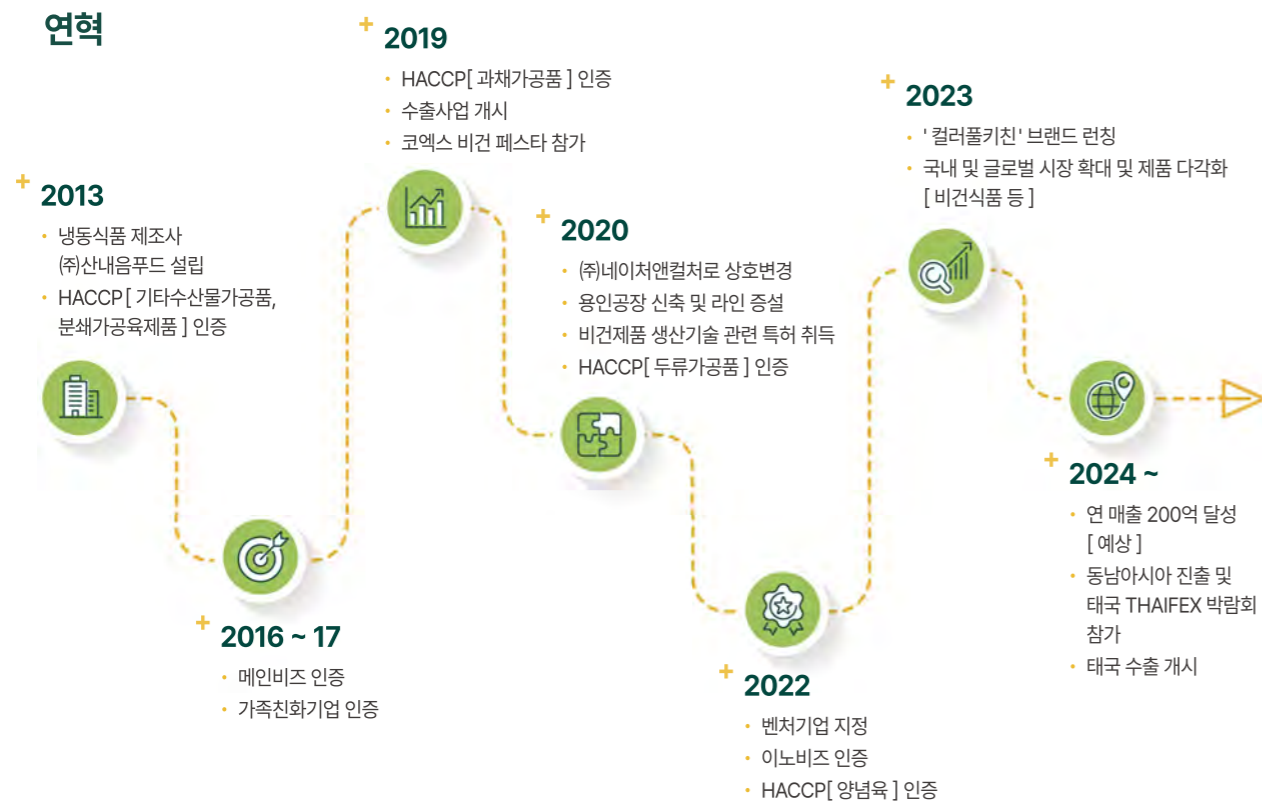 연혁
2013
• 냉동식품 제조사
㈜산내음푸드 설립
• HACCP[ 기타수산물가공품,
분쇄가공육제품 ] 인증
2016 ~ 17
• 메인비즈 인증
• 가족친화기업 인증
2019
• HACCP[ 과채가공품 ] 인증
• 수출사업 개시
• 코엑스 비건 페스타 참가
2020
• ㈜네이처앤컬처로 상호변경
• 용인공장 신축 및 라인 증설
• 비건제품 생산기술 관련 특허 취득
• HACCP[ 두류가공품 ] 인증
2022
• 벤처기업 지정
• 이노비즈 인증
• HACCP[ 양념육 ] 인증
2023
• ' 컬러풀키친' 브랜드 런칭
• 국내 및 글로벌 시장 확대 및 제품 다각화
[ 비건식품 등 ]
2024 ~
• 연 매출 200억 달성
[ 예상 ]
• 동남아시아 진출 및
태국 THAIFEX 박람회
참가
• 태국 수출 개시